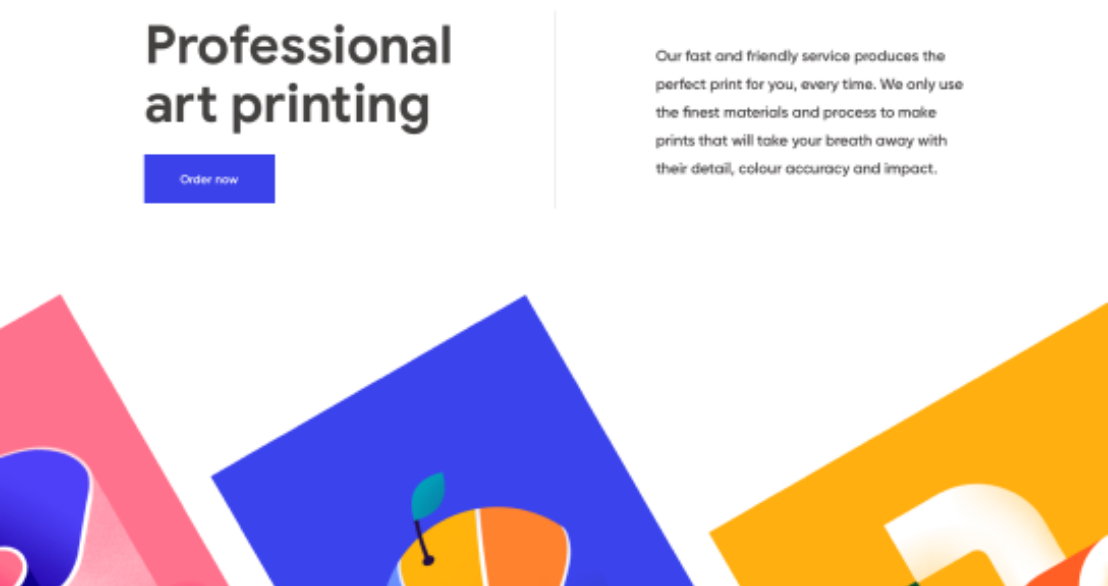 Professional
art printing
Order now
Our fast and friendly service produces the
perfect print for you, every time. We only use
the finest materials and process to make
prints that will take your breath away with
their detail, colour accuracy and impact.